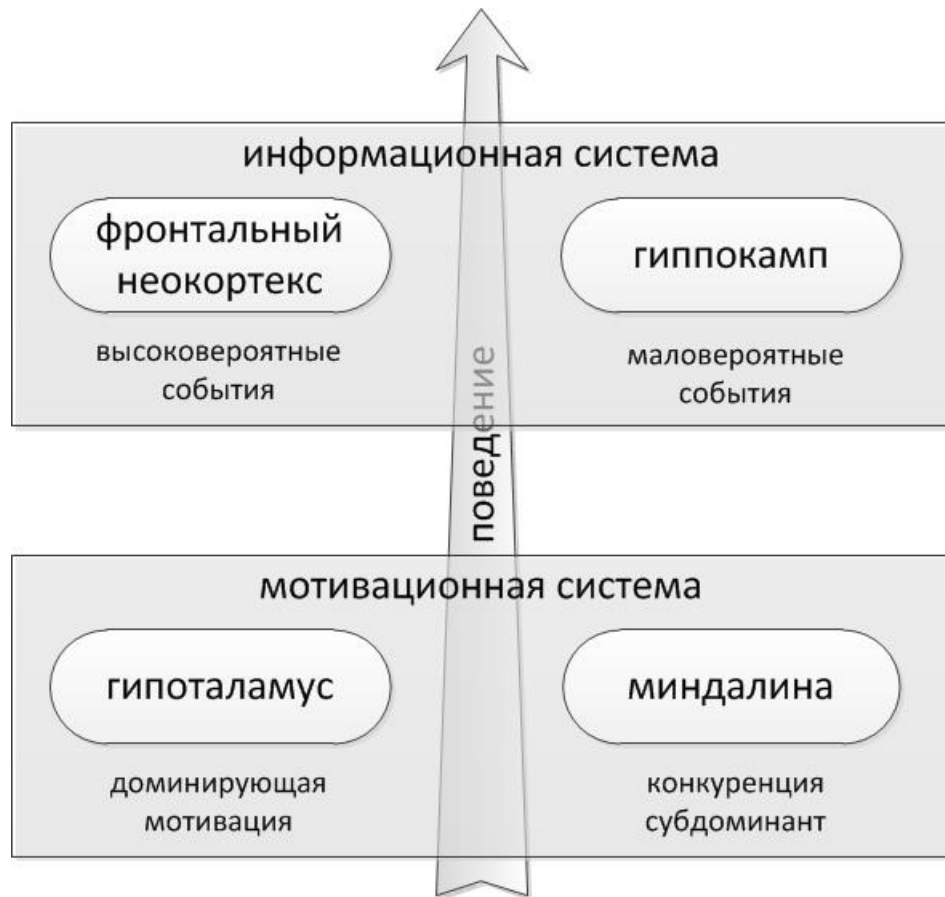 информационная система
фронтальный
неокортекс
гиппокамп
высоковероятные
события
маловероятные
события
поведение
мотивационная система
гипоталамус
миндалина
доминирующая
мотивация
конкуренция
субдоминант